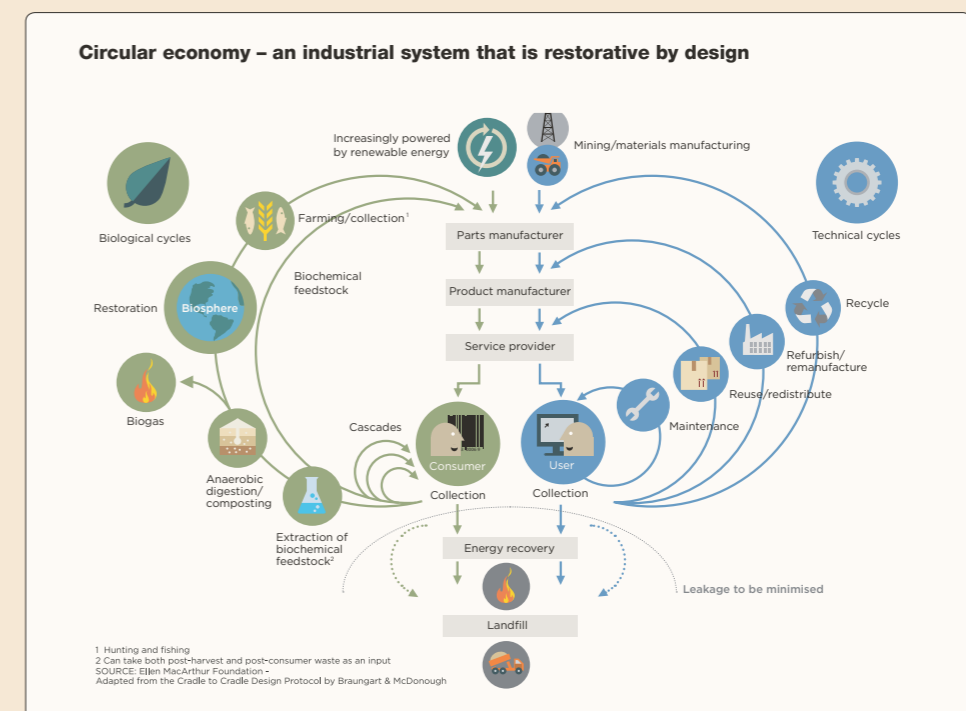 Circular economy – an industrial system that is restorative by design
Increasingly powered
by renewable energy
Mining/materials manufacturing
Biological cycles
Farming/collection¹
Parts manufacturer
Technical cycles
Biochemical
feedstock
Product manufacturer
Restoration
Biosphere
Recycle
Service provider
Refurbish/
remanufacture
Biogas
Reuse/redistribute
Cascades
Maintenance
Consumer
User
Anaerobic
digestion/
composting
Collection
Collection
Extraction of
biochemical
feedstock²
Energy recovery
Leakage to be minimised
Landfill
1 Hunting and fishing
2 Can take both post-harvest and post-consumer waste as an input
SOURCE: Ellen MacArthur Foundation -
Adapted from the Cradle to Cradle Design Protocol by Braungart & McDonough